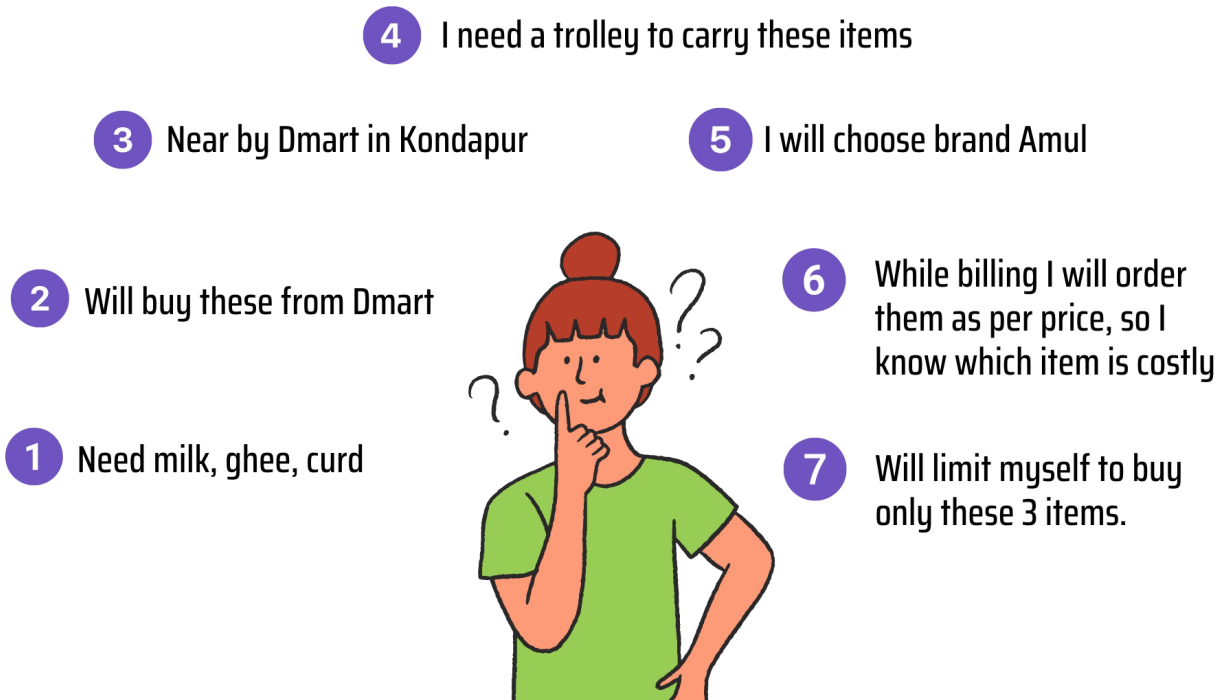 4 I need a trolley to carry these items
3 Near by Dmart in Kondapur
5 I will choose brand Amul
2 Will buy these from Dmart
6 While billing I will order
them as per price, so I
know which item is costly
1 Need milk, ghee, curd
7 Will limit myself to buy
only these 3 items.
? ? ?